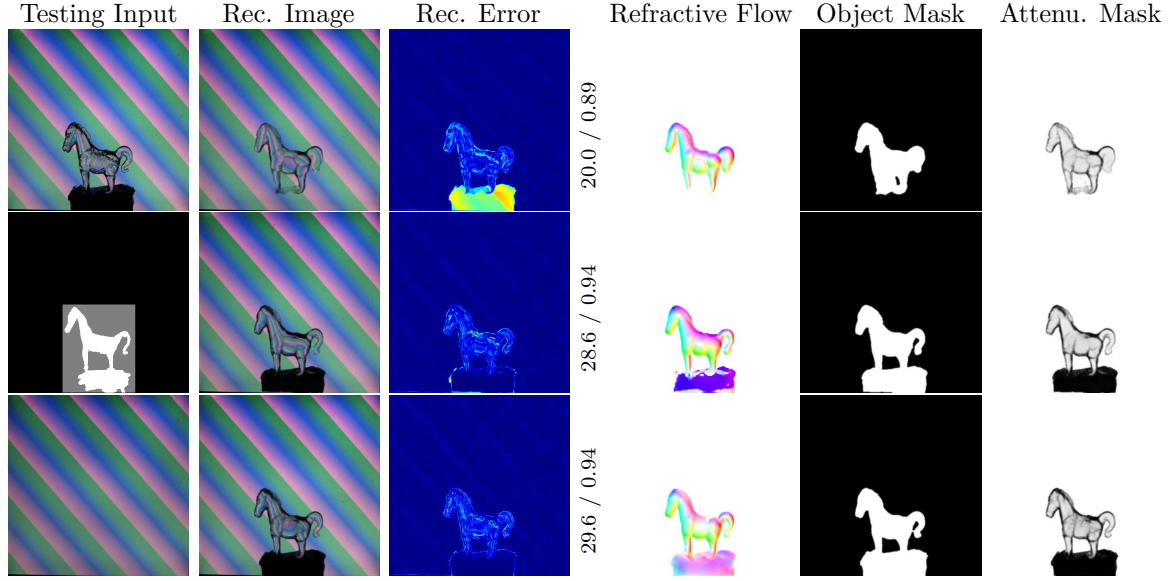 Testing Input Rec. Image Rec. Error Refractive Flow Object Mask Attenu. Mask
20.0 / 0.89
28.6 / 0.94
29.6 / 0.94